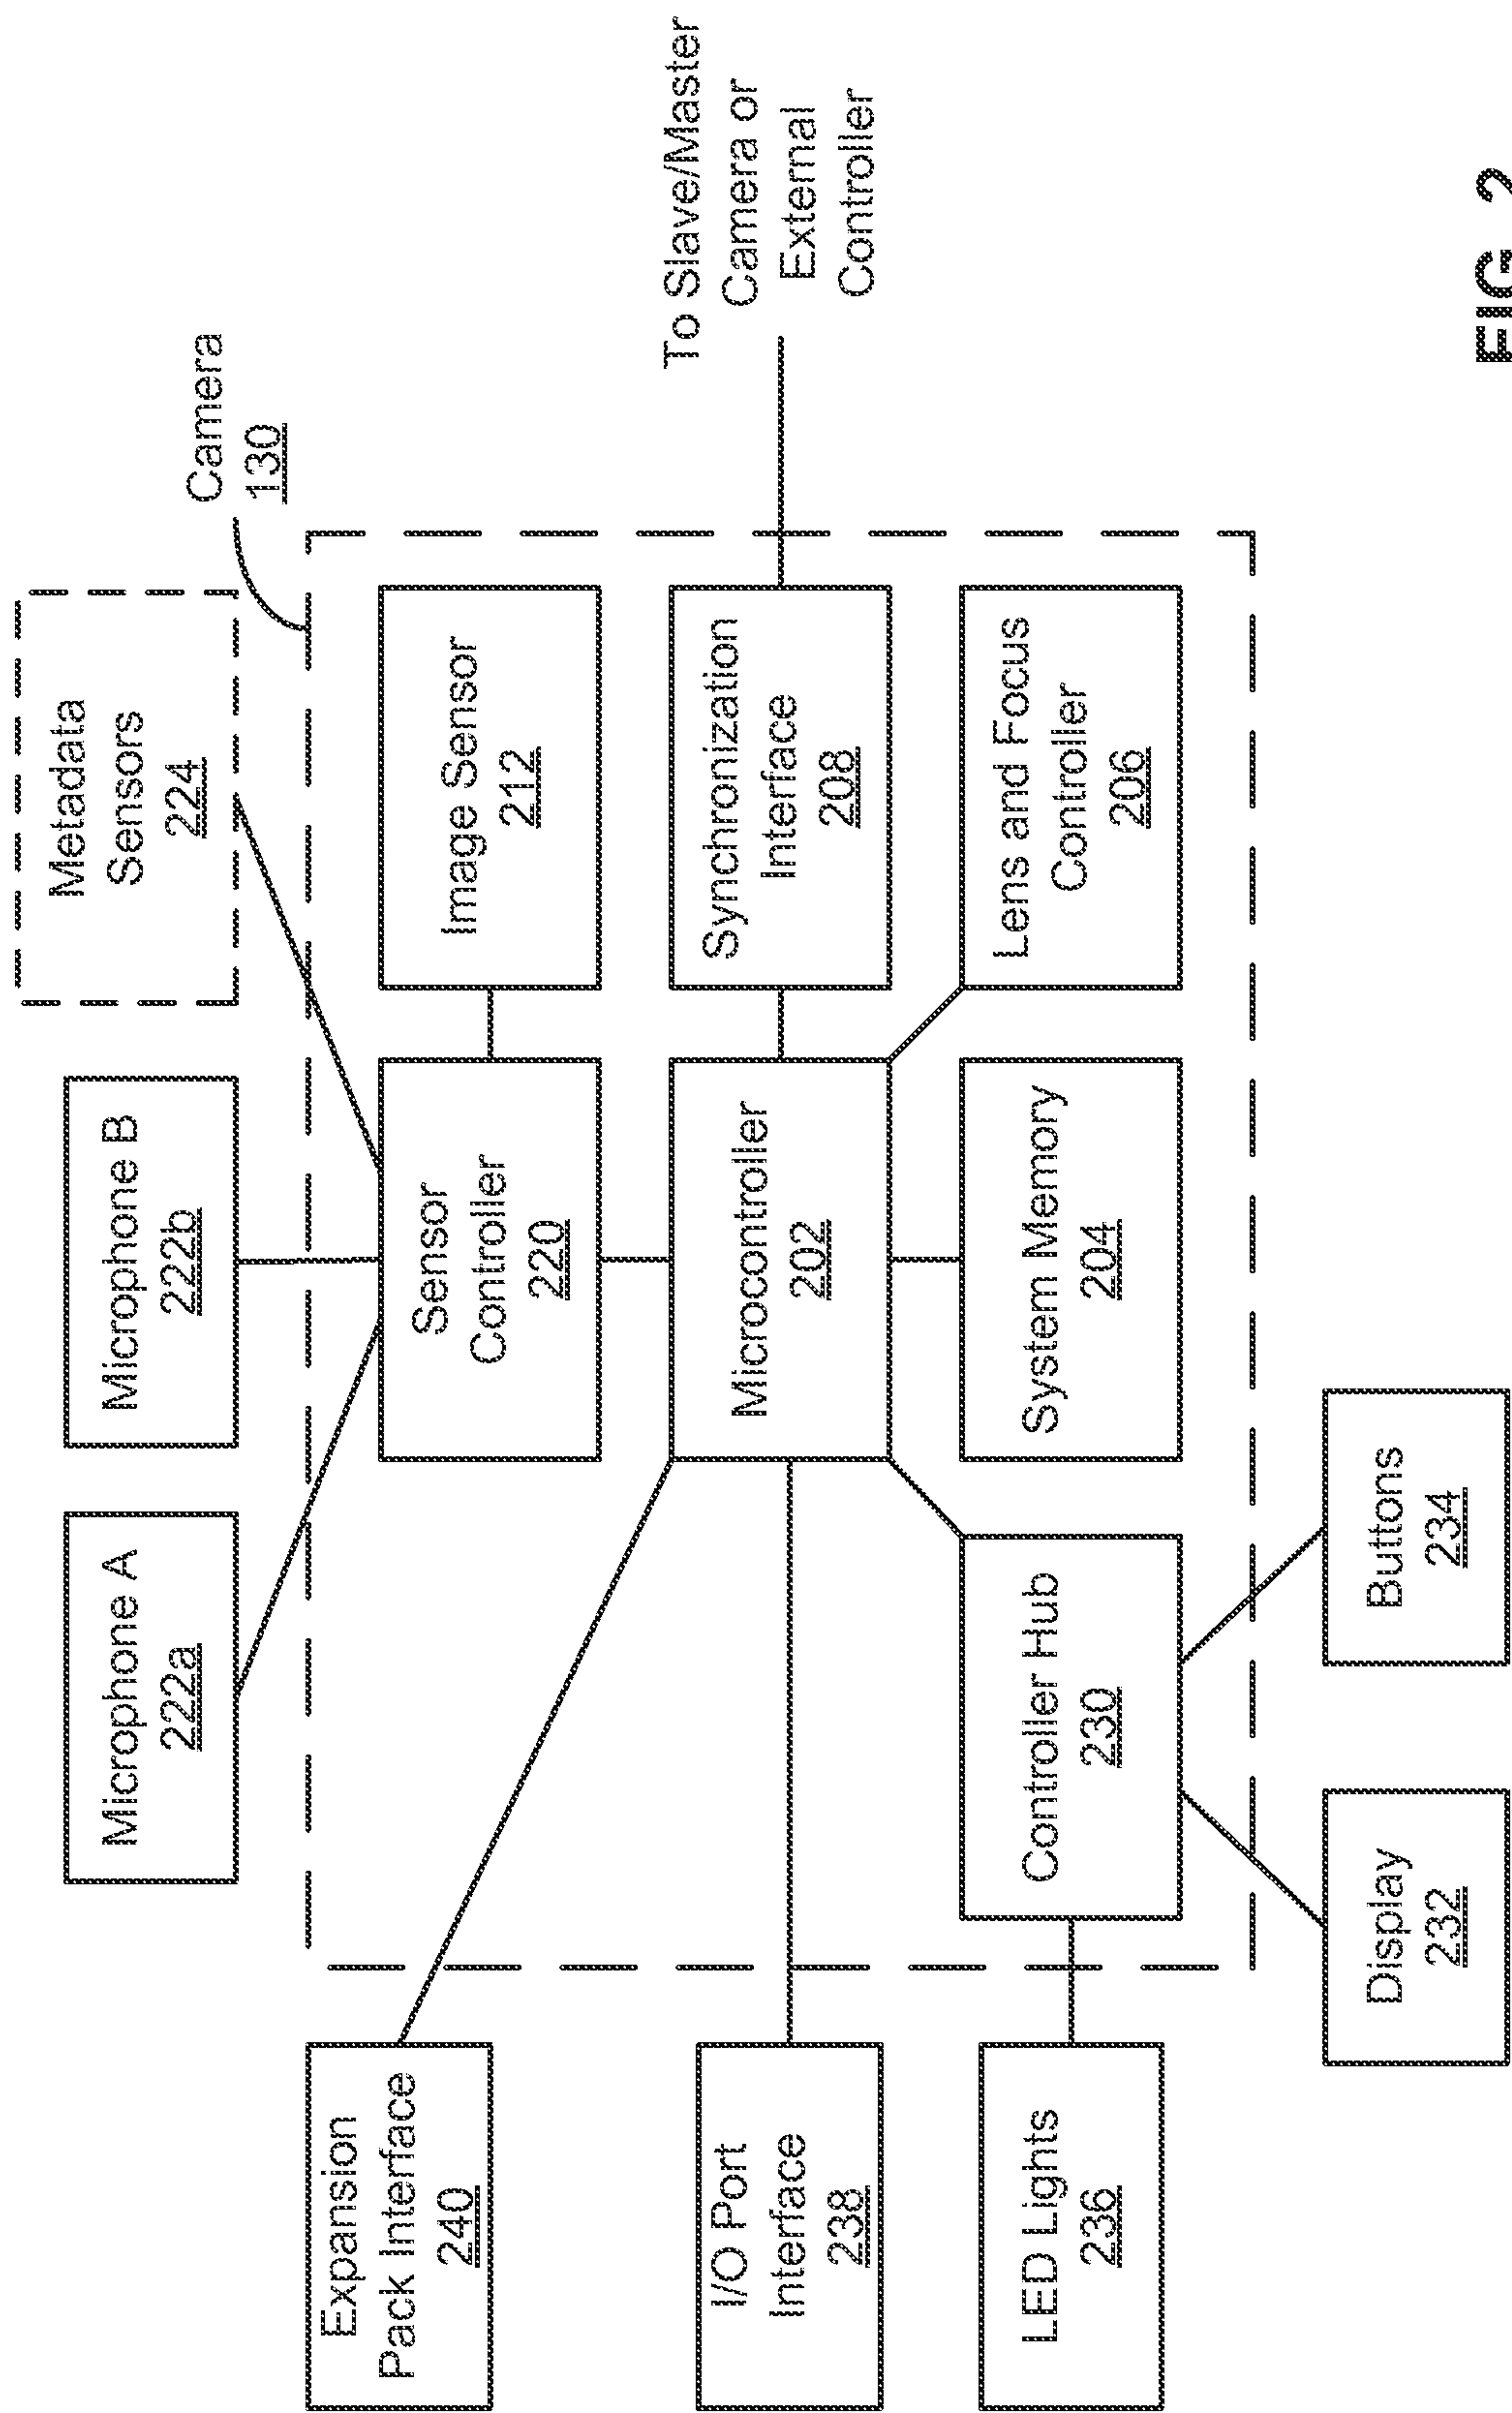 Microphone A
222a
Microphone B
222b
Metadata
Sensors
224
Camera
130
Expansion
Pack Interface
240
Sensor
Controller
220
Image Sensor
212
I/O Port
Interface
238
Microcontroller
202
Synchronization
Interface
208
To Slave/Master
Camera or
External
Controller
LED Lights
236
Controller Hub
230
System Memory
204
Lens and Focus
Controller
206
Display
232
Buttons
234
FIG. 2